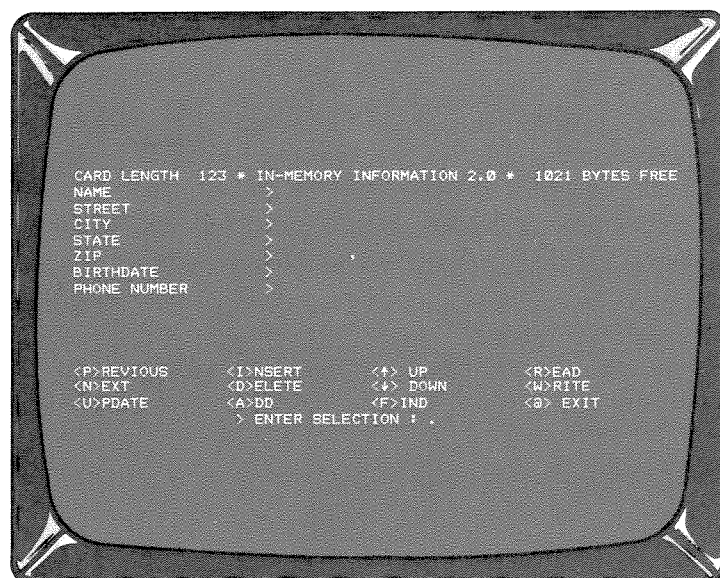 CARD LENGTH 123 * IN-MEMORY INFORMATION 2.0 * 1021 BYTES FREE
NAME >
STREET >
CITY >
STATE >
ZIP >
BIRTHDATE >
PHONE NUMBER >
<P>REVIOUS <I>NSERT <↑> UP <R>EAD
<N>EXT <D>ELETE <↓> DOWN <W>RITE
<U>PDATE <A>DD <F>IND <@> EXIT
> ENTER SELECTION : .